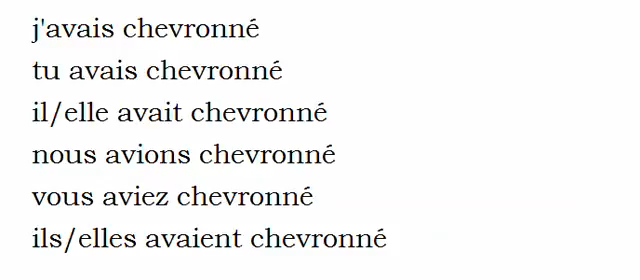 j'avais chevronné
tu avais chevronné
il/elle avait chevronné
nous avions chevronné
vous aviez chevronné
ils/elles avaient chevronné